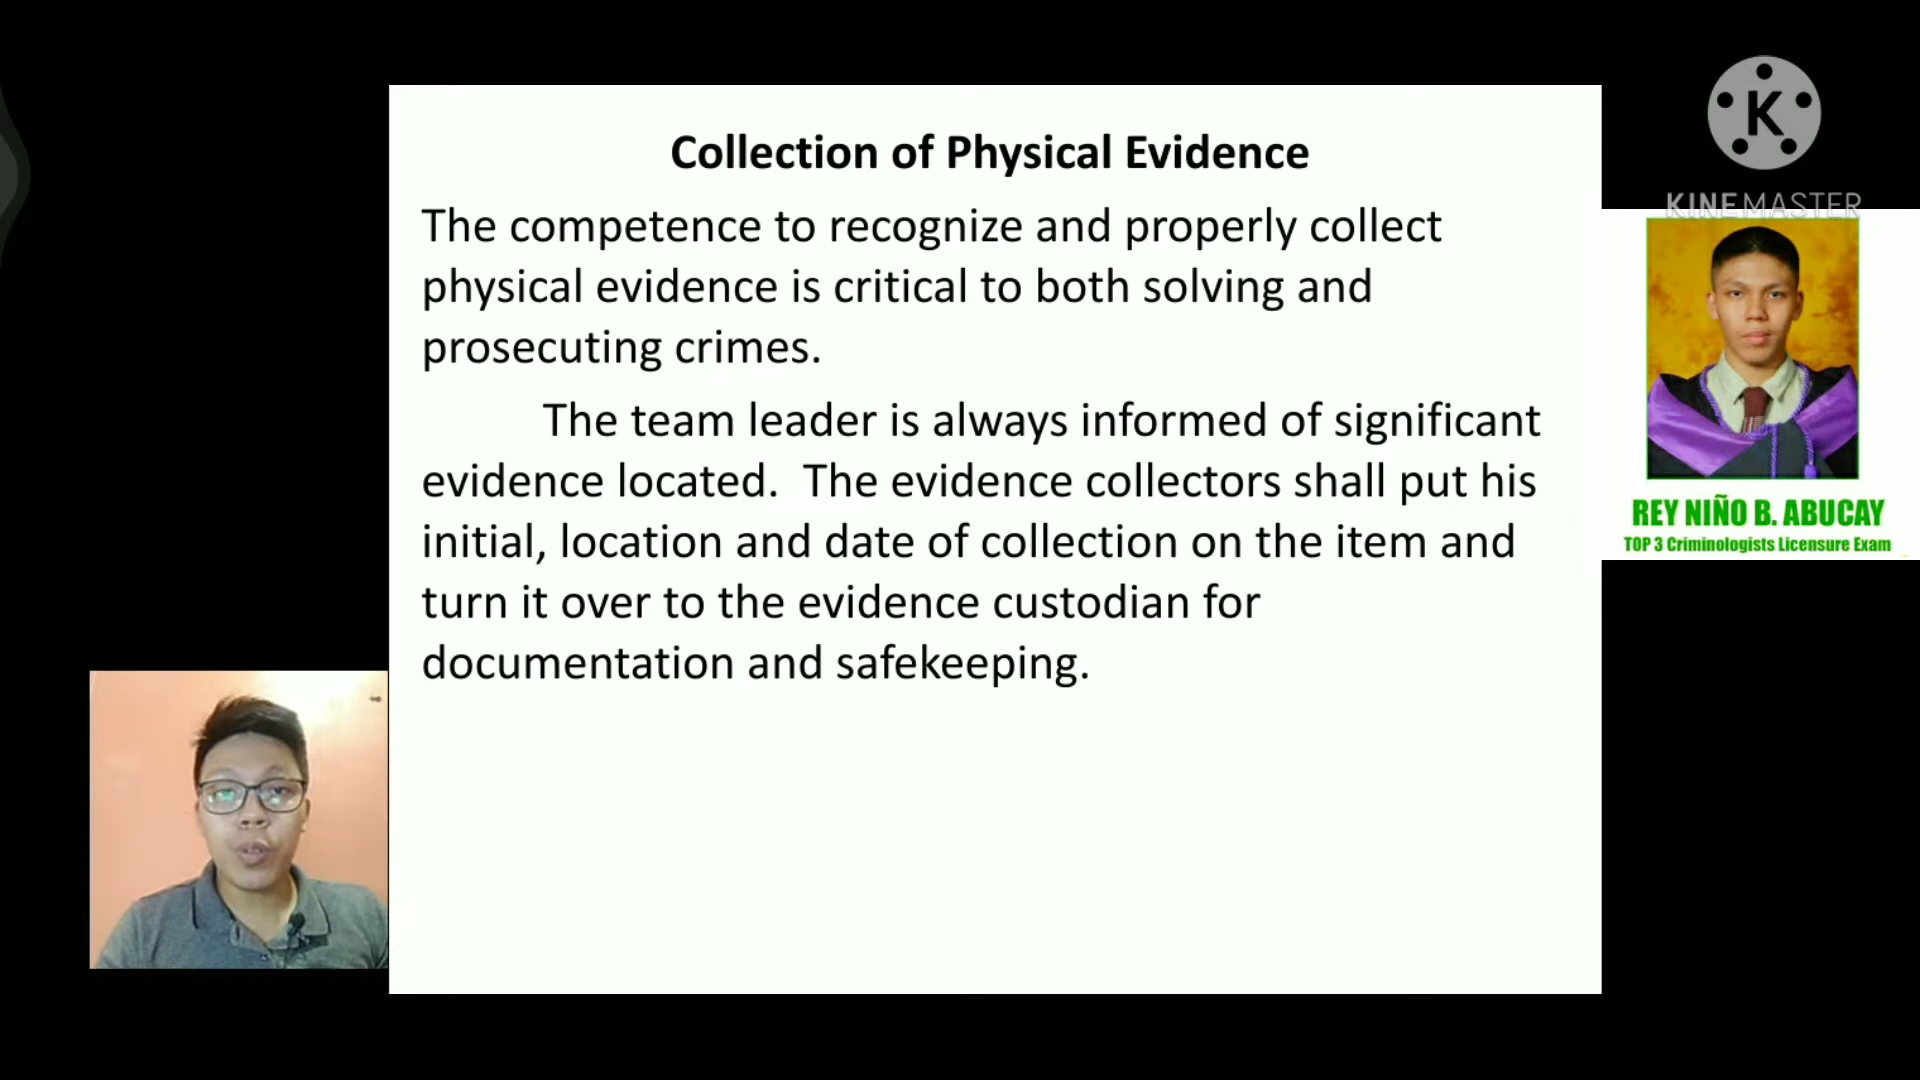 Collection of Physical Evidence
The competence to recognize and properly collect
physical evidence is critical to both solving and
prosecuting crimes.
The team leader is always informed of significant
evidence located.  The evidence collectors shall put his
initial, location and date of collection on the item and
turn it over to the evidence custodian for
documentation and safekeeping.
K
KINEMASTER
REY NIÑO B. ABUCAY
TOP 3 Criminologists Licensure Exam